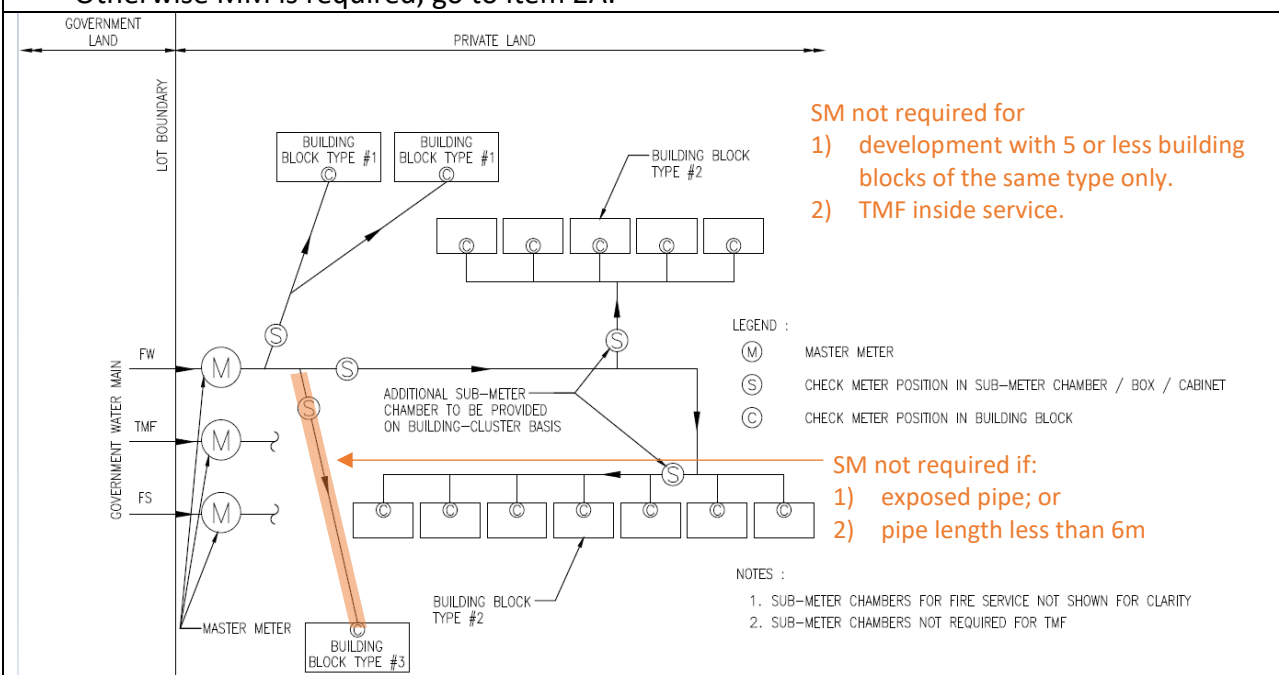 Otherwise MM is required, go to Item 2A.
GOVERNMENT
LAND
PRIVATE LAND
LOT BOUNDARY
BUILDING
BLOCK TYPE #1
C
BUILDING
BLOCK TYPE #1
C
BUILDING BLOCK
TYPE #2
SM not required for
1) development with 5 or less building
blocks of the same type only.
2) TMF inside service.
C C C C C
S
S
S
LEGEND :
M MASTER METER
S CHECK METER POSITION IN SUB-METER CHAMBER / BOX / CABINET
C CHECK METER POSITION IN BUILDING BLOCK
GOVERNMENT WATER MAIN
FW
M
TMF
M
FS
M
S
ADDITIONAL SUB-METER
CHAMBER TO BE PROVIDED
ON BUILDING-CLUSTER BASIS
S
SM not required if:
1) exposed pipe; or
2) pipe length less than 6m
C C C C C C C
BUILDING BLOCK
TYPE #2
MASTER METER
C
BUILDING
BLOCK TYPE #3
NOTES :
1. SUB-METER CHAMBERS FOR FIRE SERVICE NOT SHOWN FOR CLARITY
2. SUB-METER CHAMBERS NOT REQUIRED FOR TMF